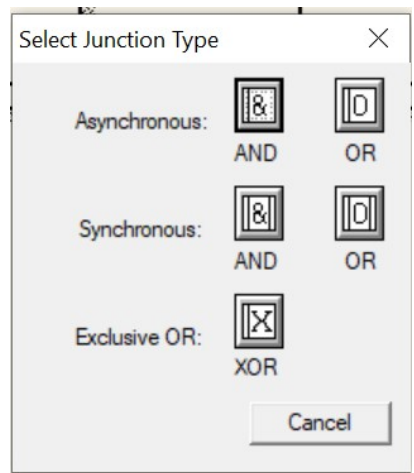 Select Junction Type
Asynchronous:
&
O
AND
OR
Synchronous:
&
O
AND
OR
Exclusive OR:
X
XOR
Cancel